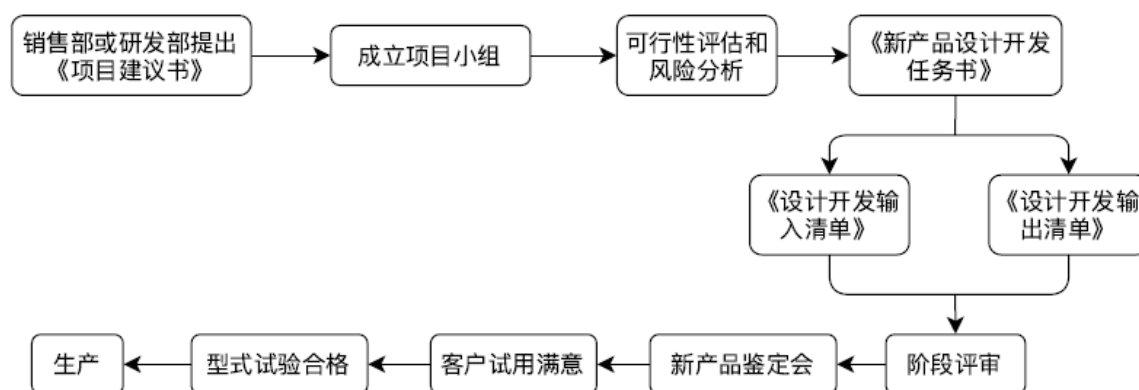 销售部或研发部提出
《项目建议书》
成立项目小组
可行性评估和
风险分析
《新产品设计开发
任务书》
《设计开发输
入清单》
《设计开发输
出清单》
阶段评审
新产品鉴定会
客户试用满意
型式试验合格
生产